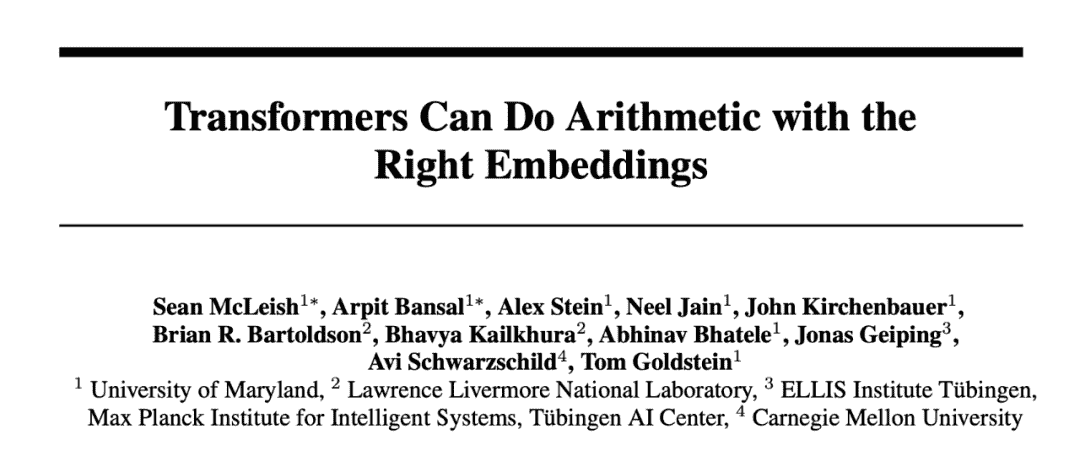 Transformers Can Do Arithmetic with the
Right Embeddings
Sean McLeish¹*, Arpit Bansal¹*, Alex Stein¹, Neel Jain¹, John Kirchenbauer¹,
Brian R. Bartoldson², Bhavya Kailkhura², Abhinav Bhatele¹, Jonas Geiping³,
Avi Schwarzschild⁴, Tom Goldstein¹
¹ University of Maryland, ² Lawrence Livermore National Laboratory, ³ ELLIS Institute Tübingen,
Max Planck Institute for Intelligent Systems, Tübingen AI Center, ⁴ Carnegie Mellon University